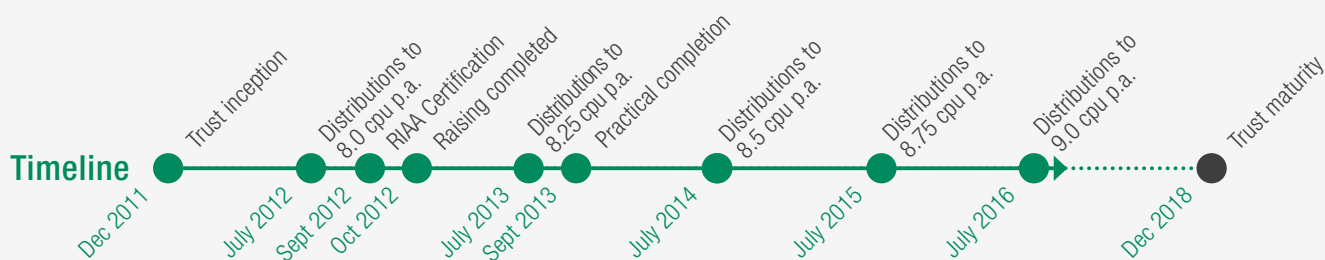 Timeline
Trust inception
Distributions to
8.0 cpu p.a.
RIAA Certification
Raising completed
Distributions to
8.25 cpu p.a.
Practical completion
Distributions to
8.5 cpu p.a.
Distributions to
8.75 cpu p.a.
Distributions to
9.0 cpu p.a.
Trust maturity
Dec 2011
July 2012
Sept 2012
Oct 2012
July 2013
Sept 2013
July 2014
July 2015
July 2016
Dec 2018